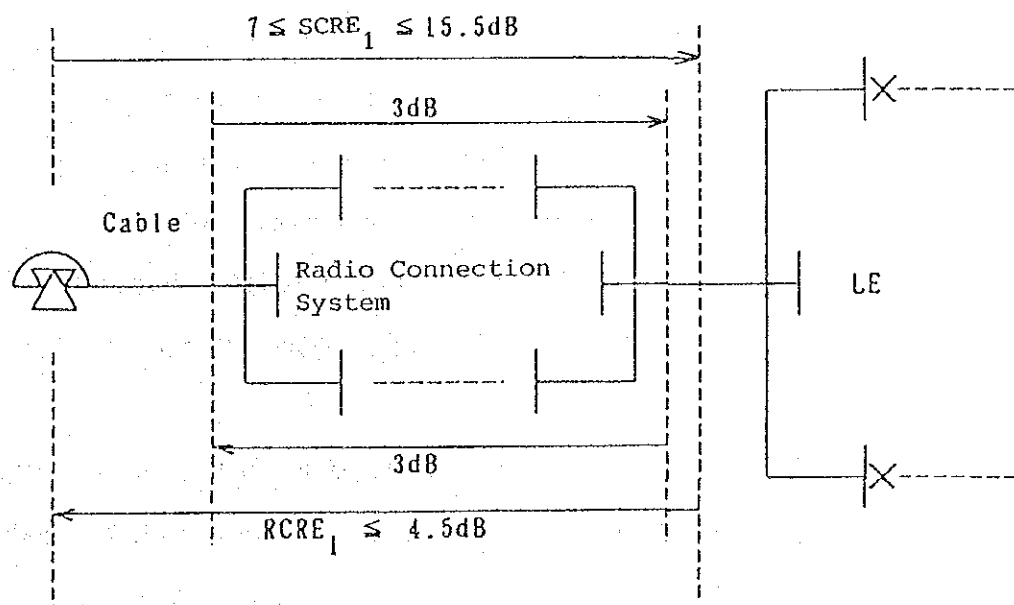 7 ≤ SCRE₁ ≤ 15.5dB
3dB
Cable
Radio Connection
System
LE
3dB
RCRE₁ ≤ 4.5dB